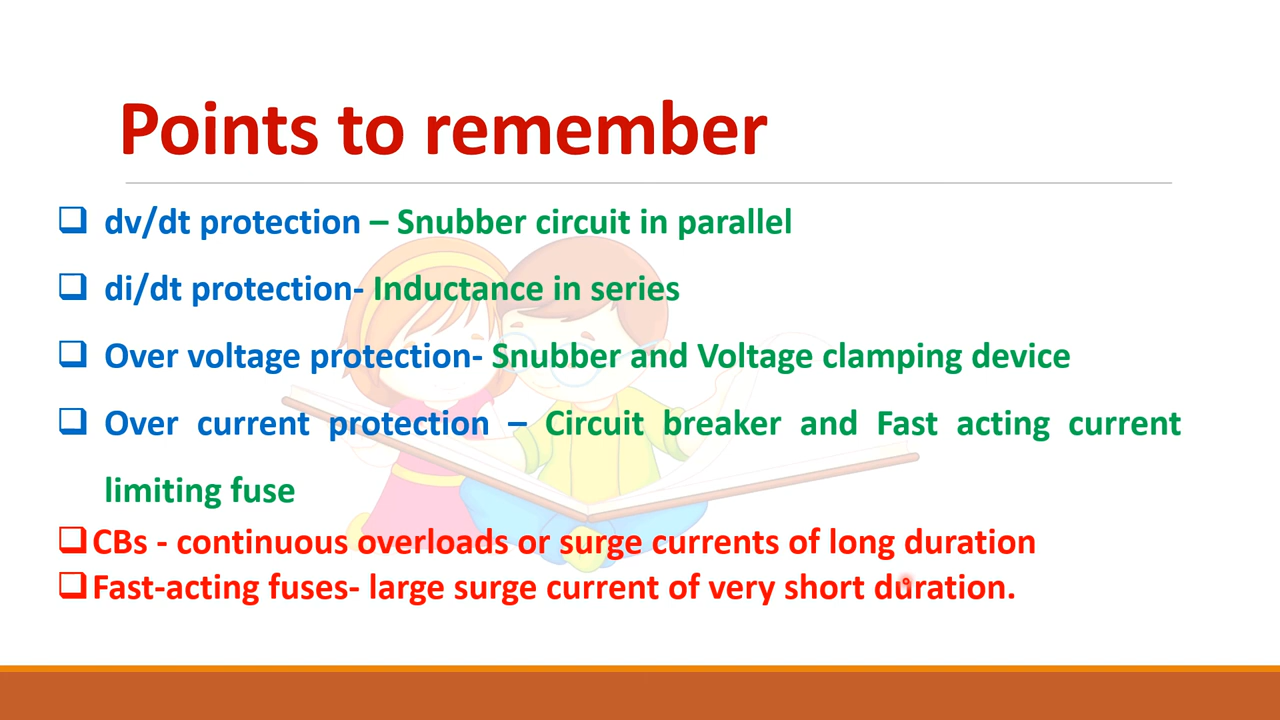 Points to remember
dv/dt protection – Snubber circuit in parallel
di/dt protection- Inductance in series
Over voltage protection- Snubber and Voltage clamping device
Over current protection – Circuit breaker and Fast acting current
limiting fuse
CBs - continuous overloads or surge currents of long duration
Fast-acting fuses- large surge current of very short duration.